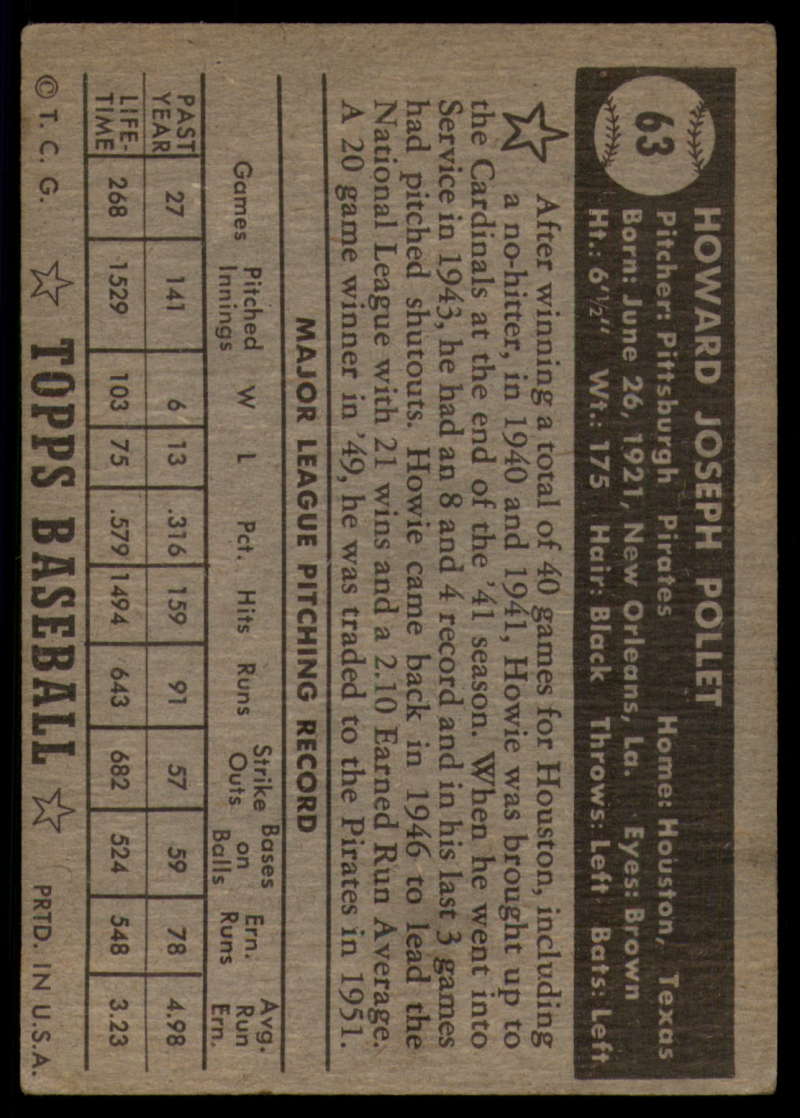 63
HOWARD JOSEPH POLLET
Pitcher: Pittsburgh Pirates Home: Houston, Texas
Born: June 26, 1921, New Orleans, La. Eyes: Brown
Ht.: 6'½" Wt.: 175 Hair: Black Throws: Left Bats: Left
After winning a total of 40 games for Houston, including
a no-hitter, in 1940 and 1941, Howie was brought up to
the Cardinals at the end of the '41 season. When he went into
Service in 1943, he had an 8 and 4 record and in his last 3 games
had pitched shutouts. Howie came back in 1946 to lead the
National League with 21 wins and a 2.10 Earned Run Average.
A 20 game winner in '49, he was traded to the Pirates in 1951.
MAJOR LEAGUE PITCHING RECORD
Games Pitched Innings W L Pct. Hits Runs Strike Outs Bases on Balls Ern. Runs Avg. Run Ern.
PAST YEAR 27 141 6 13 .316 159 91 57 59 78 4.98
LIFE-TIME 268 1529 103 75 .579 1494 643 682 524 548 3.23
© T. C. G. ☆ TOPPS BASEBALL ☆ PRTD. IN U.S.A.